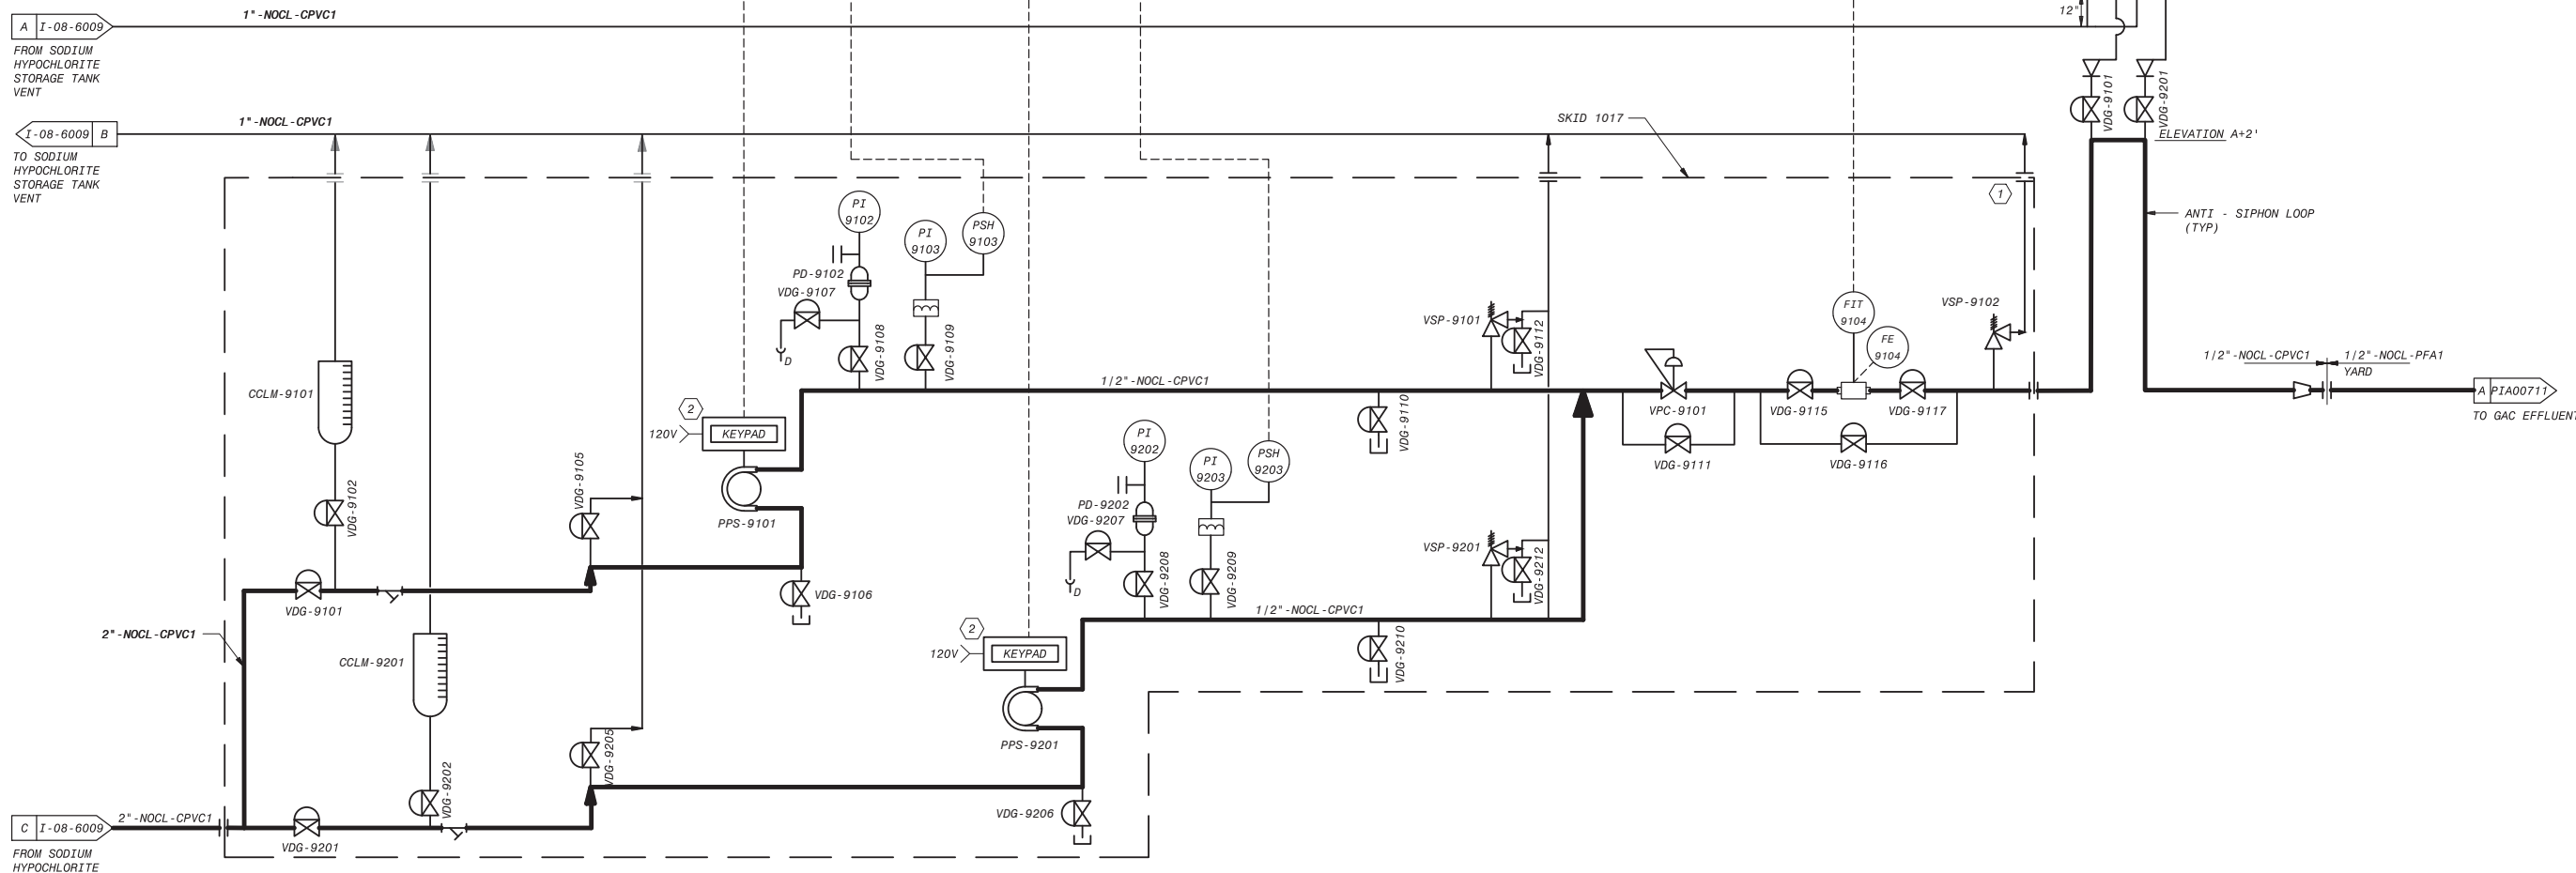 1"-NOCL-CPVC1
12"
A I-08-6009
FROM SODIUM
HYPOCHLORITE
STORAGE TANK
VENT
VDG-9101
VDG-9201
1"-NOCL-CPVC1
SKID 1017
I-08-6009 B
ELEVATION A+2'
TO SODIUM
HYPOCHLORITE
STORAGE TANK
VENT
1
PI
9102
PI
9103
PSH
9103
ANTI - SIPHON LOOP
(TYP)
PD-9102
VDG-9107
D
VDG-9108
VDG-9109
VSP-9101
VDG-9112
FIT
9104
FE
9104
VSP-9102
1/2"-NOCL-CPVC1
1/2"-NOCL-PFA1
YARD
CCLM-9101
1/2"-NOCL-CPVC1
A PIA00711
TO GAC EFFLUENT
2
120V
KEYPAD
VDG-9110
VPC-9101
VDG-9115
VDG-9117
VDG-9111
VDG-9116
PI
9202
PI
9203
PSH
9203
VDG-9102
VDG-9105
PPS-9101
PD-9202
VDG-9207
D
VDG-9208
VDG-9209
VSP-9201
VDG-9212
VDG-9101
VDG-9106
1/2"-NOCL-CPVC1
2"-NOCL-CPVC1
2
120V
KEYPAD
VDG-9210
CCLM-9201
PPS-9201
VDG-9205
VDG-9202
VDG-9206
2"-NOCL-CPVC1
C I-08-6009
VDG-9201
FROM SODIUM
HYPOCHLORITE